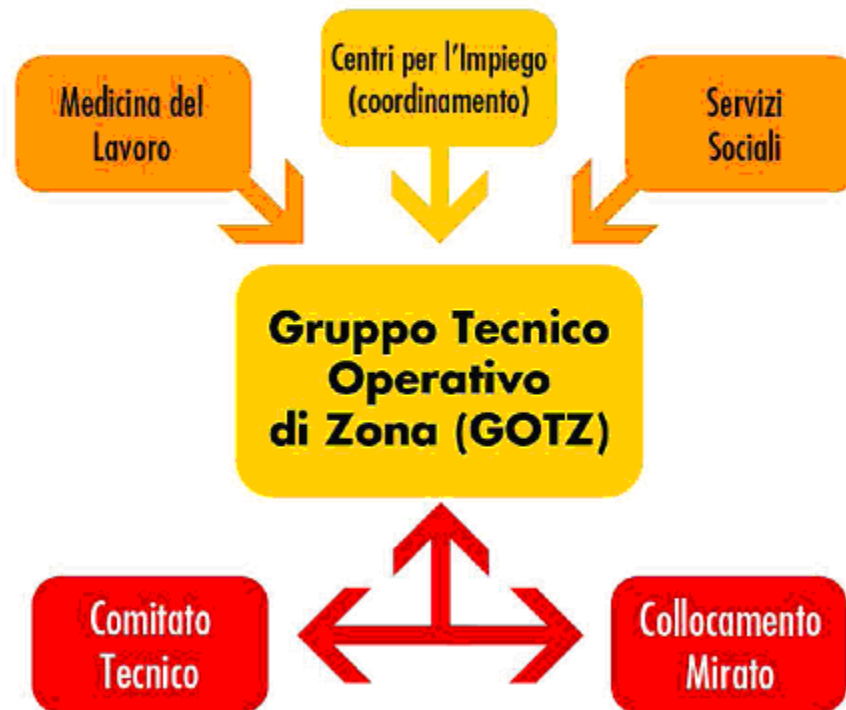 Centri per l'Impiego
(coordinamento)
Medicina del
Lavoro
Servizi
Sociali
Gruppo Tecnico
Operativo
di Zona (GOTZ)
Comitato
Tecnico
Collocamento
Mirato